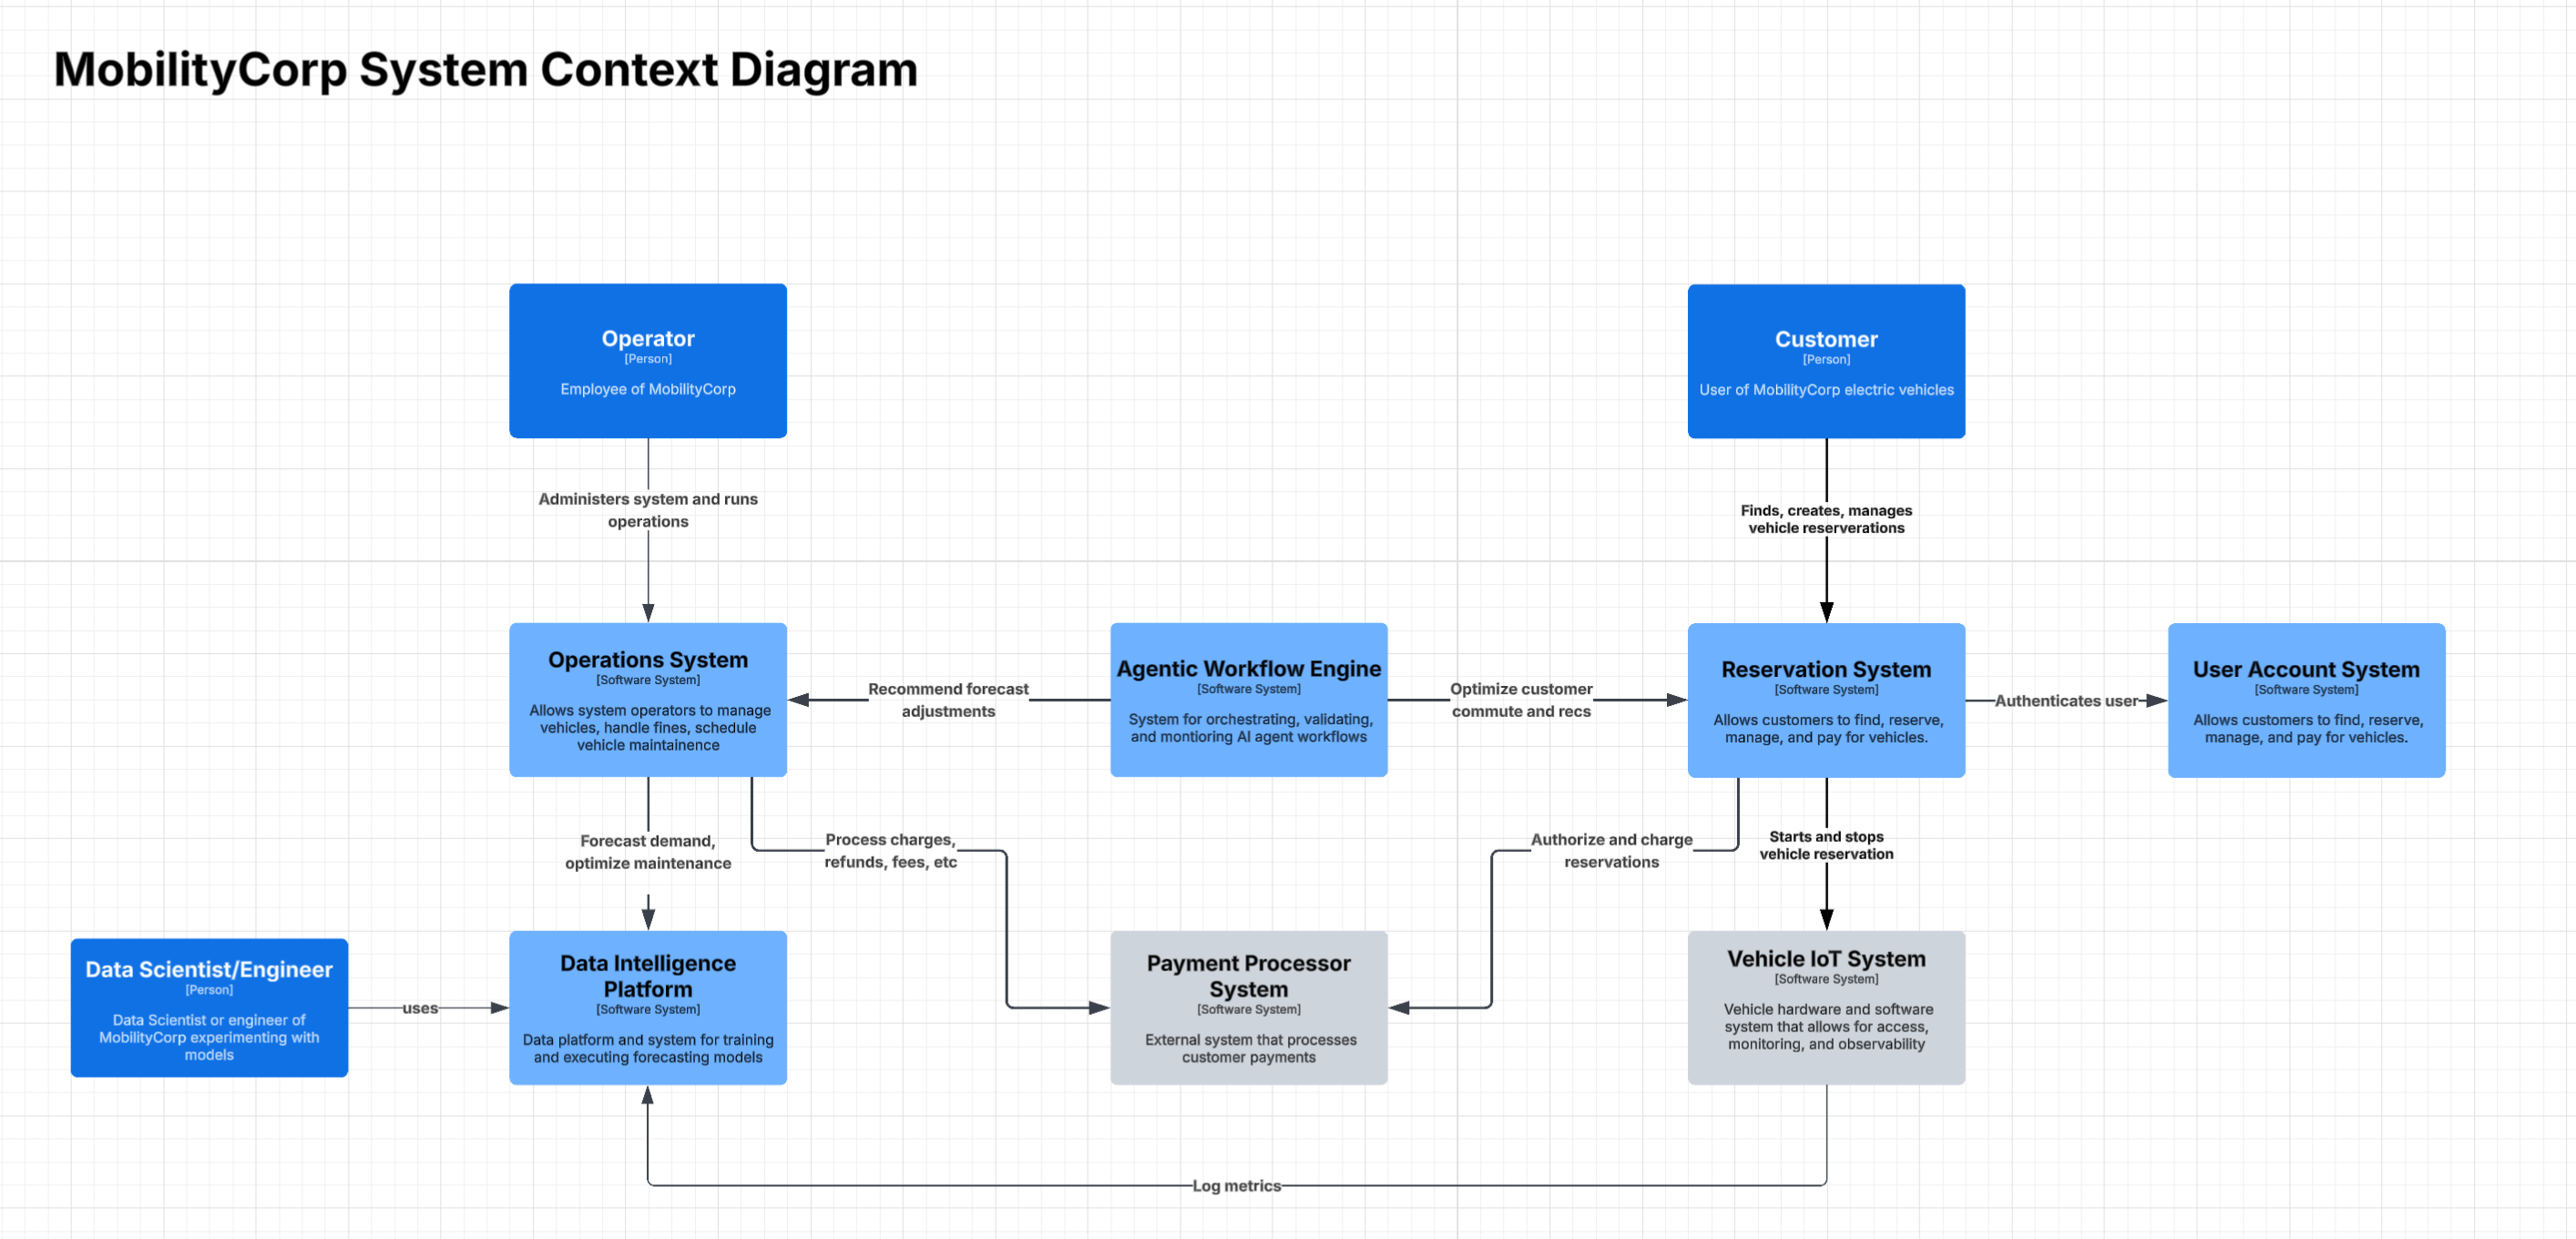 MobilityCorp System Context Diagram
Operator
[Person]
Employee of MobilityCorp
Customer
[Person]
User of MobilityCorp electric vehicles
Administers system and runs
operations
Finds, creates, manages
vehicle reserverations
Operations System
[Software System]
Allows system operators to manage
vehicles, handle fines, schedule
vehicle maintainence
Recommend forecast
adjustments
Agentic Workflow Engine
[Software System]
System for orchestrating, validating,
and montioring AI agent workflows
Optimize customer
commute and recs
Reservation System
[Software System]
Allows customers to find, reserve,
manage, and pay for vehicles.
Authenticates user
User Account System
[Software System]
Allows customers to find, reserve,
manage, and pay for vehicles.
Forecast demand,
optimize maintenance
Process charges,
refunds, fees, etc
Authorize and charge
reservations
Starts and stops
vehicle reservation
Data Scientist/Engineer
[Person]
Data Scientist or engineer of
MobilityCorp experimenting with
models
uses
Data Intelligence
Platform
[Software System]
Data platform and system for training
and executing forecasting models
Payment Processor
System
[Software System]
External system that processes
customer payments
Vehicle IoT System
[Software System]
Vehicle hardware and software
system that allows for access,
monitoring, and observability
Log metrics